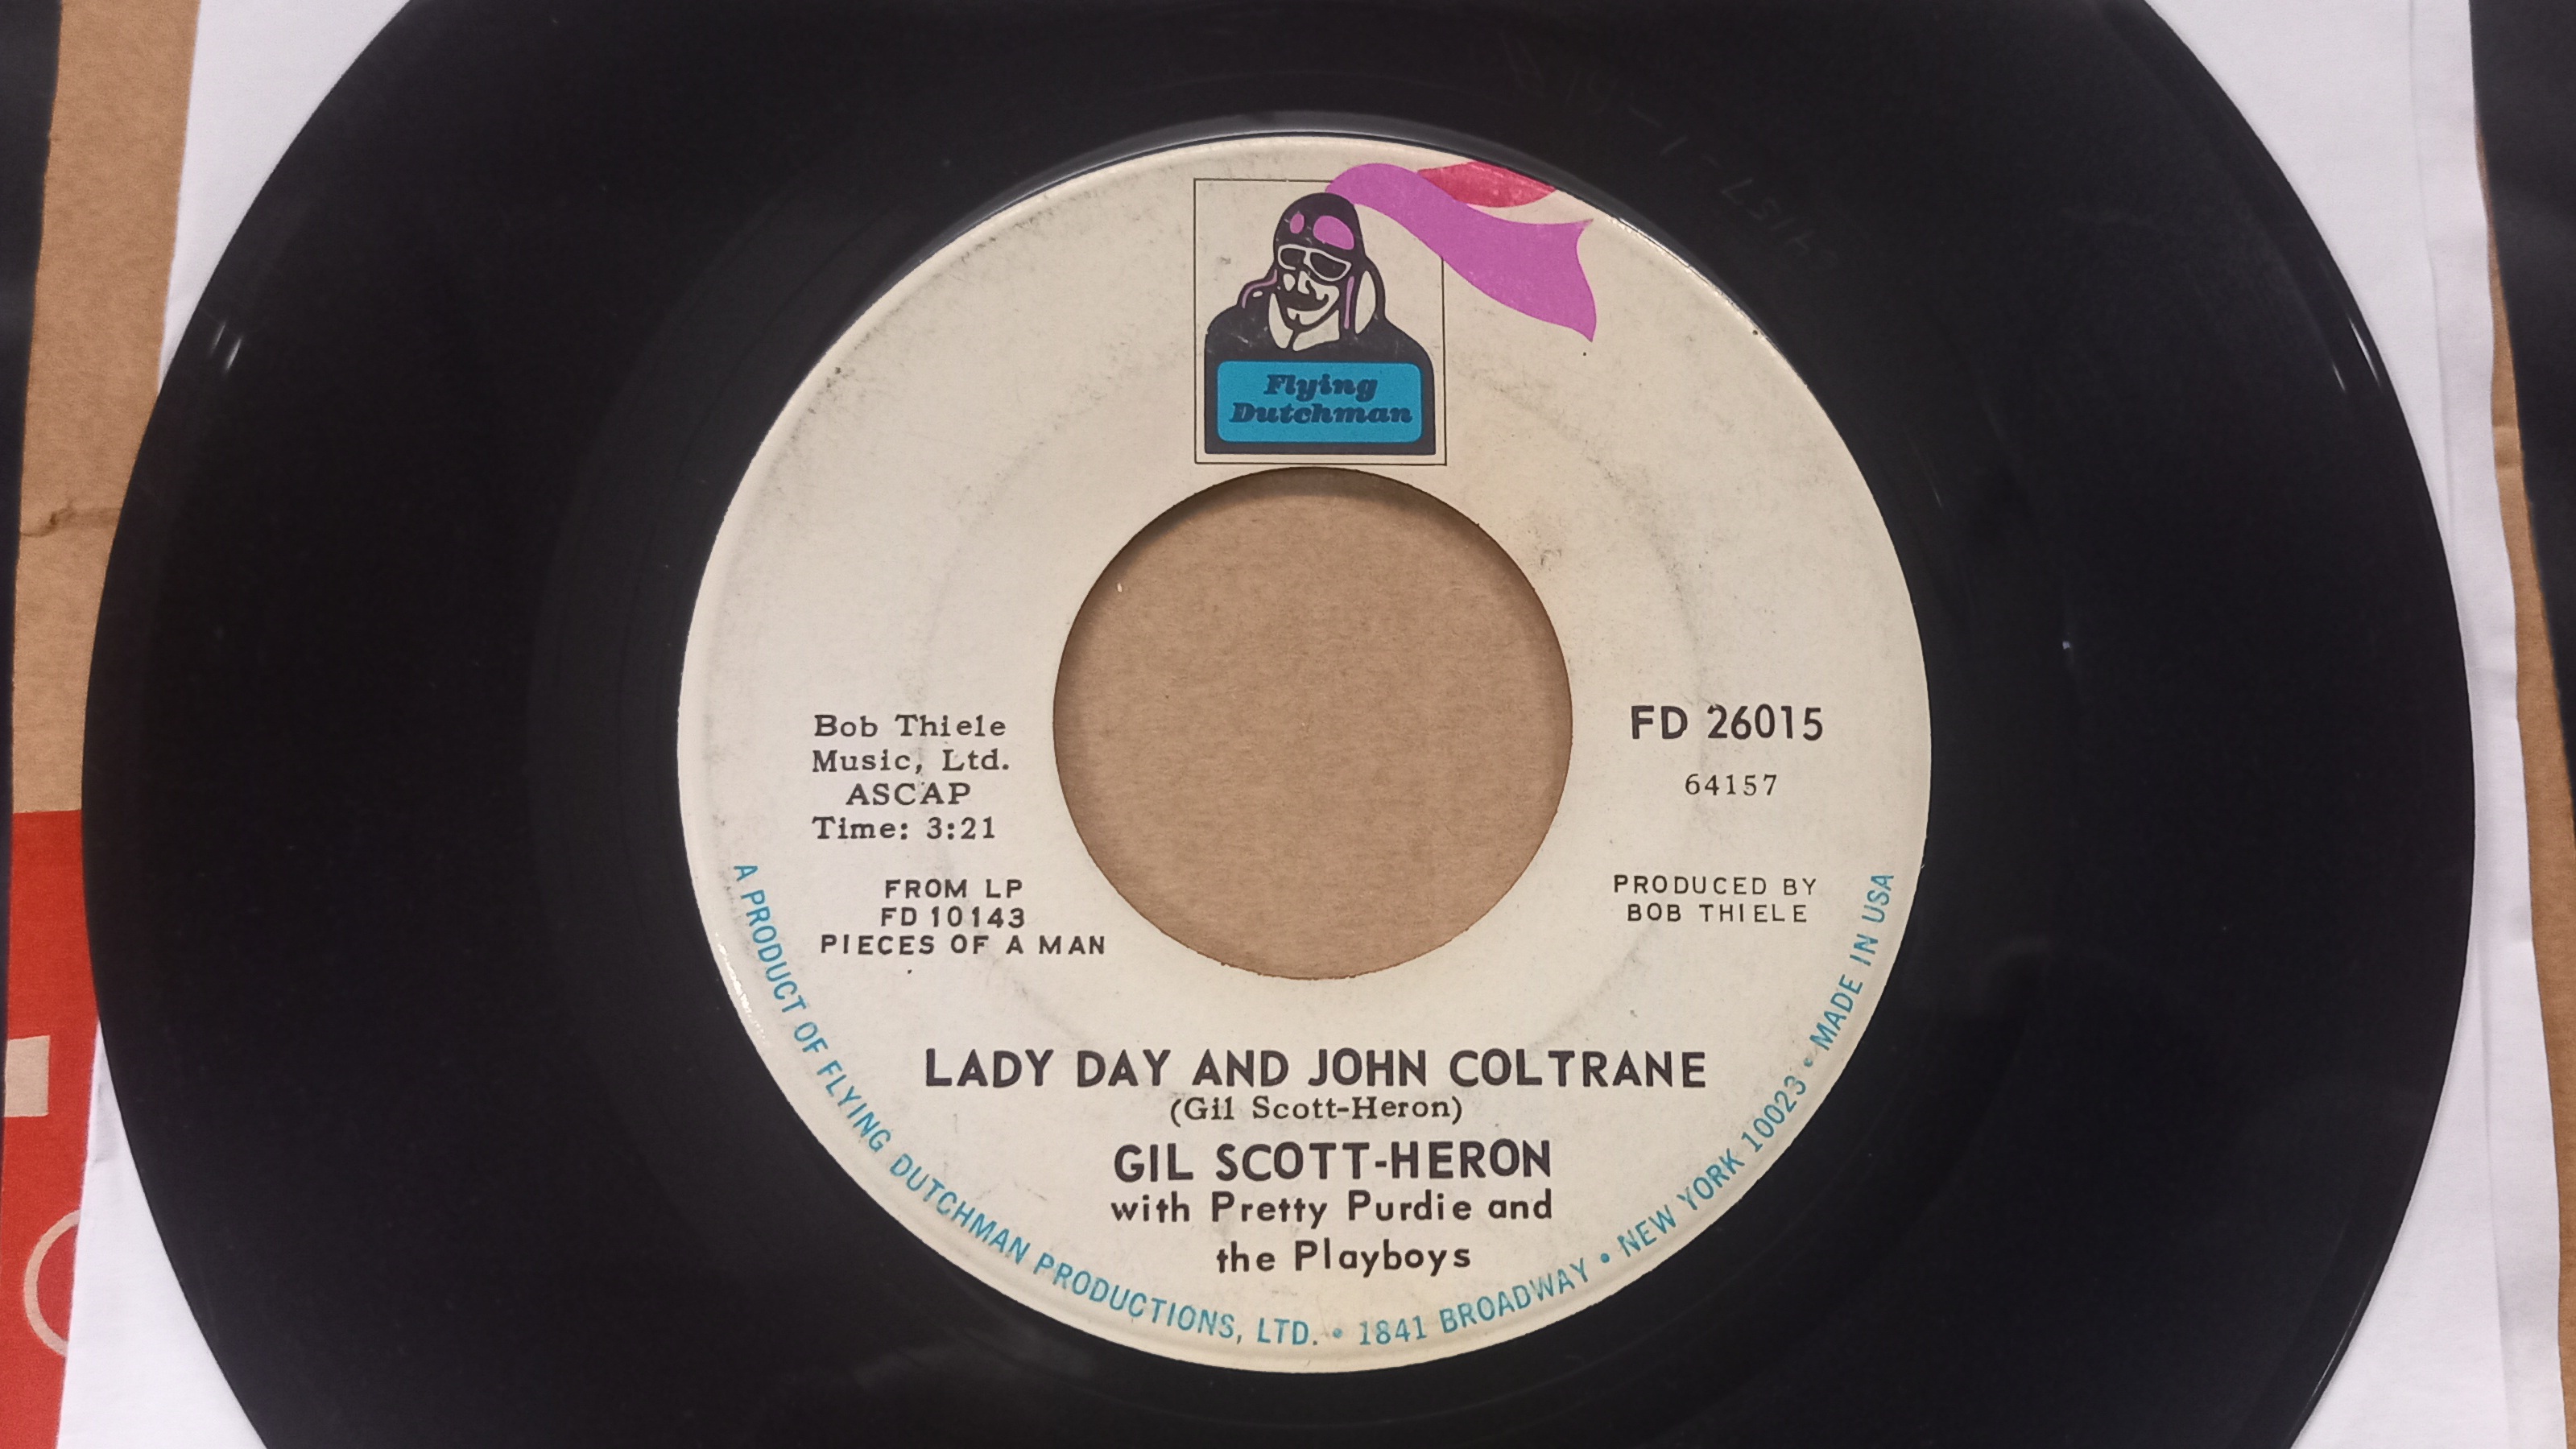 Flying
Dutchman
Bob Thiele
Music, Ltd.
ASCAP
Time: 3:21
FROM LP
FD 10143
PIECES OF A MAN
FD 26015
64157
PRODUCED BY
BOB THIELE
LADY DAY AND JOHN COLTRANE
(Gil Scott-Heron)
GIL SCOTT-HERON
with Pretty Purdie and
the Playboys
A PRODUCT OF FLYING DUTCHMAN PRODUCTIONS, LTD. • 1841 BROADWAY • NEW YORK 10023 • MADE IN USA